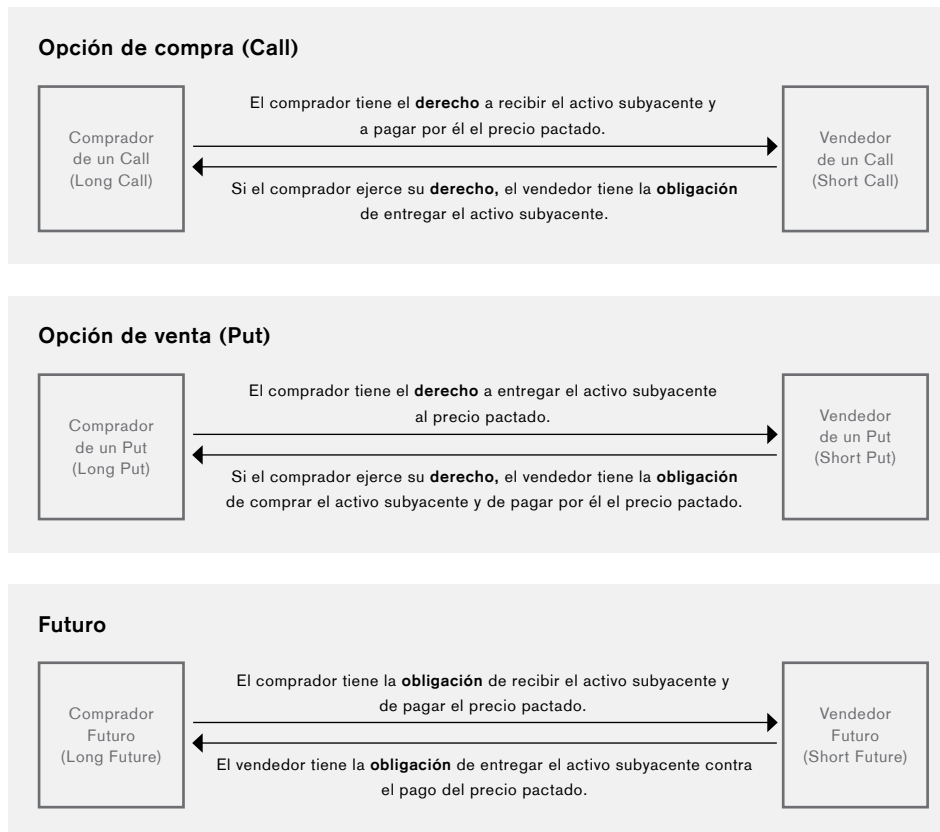 Opción de compra (Call)
Comprador
de un Call
(Long Call)
El comprador tiene el derecho a recibir el activo subyacente y
a pagar por él el precio pactado.
Si el comprador ejerce su derecho, el vendedor tiene la obligación
de entregar el activo subyacente.
Vendedor
de un Call
(Short Call)
Opción de venta (Put)
Comprador
de un Put
(Long Put)
El comprador tiene el derecho a entregar el activo subyacente
al precio pactado.
Si el comprador ejerce su derecho, el vendedor tiene la obligación
de comprar el activo subyacente y de pagar por él el precio pactado.
Vendedor
de un Put
(Short Put)
Futuro
Comprador
Futuro
(Long Future)
El comprador tiene la obligación de recibir el activo subyacente y
de pagar el precio pactado.
El vendedor tiene la obligación de entregar el activo subyacente contra
el pago del precio pactado.
Vendedor
Futuro
(Short Future)